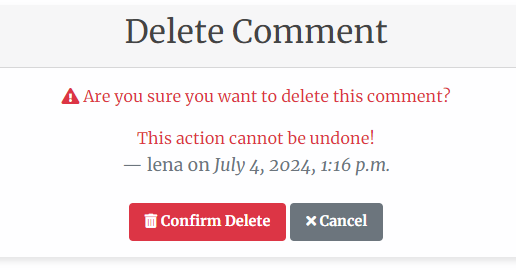 Delete Comment
Are you sure you want to delete this comment?
This action cannot be undone!
— lena on July 4, 2024, 1:16 p.m.
Confirm Delete Cancel